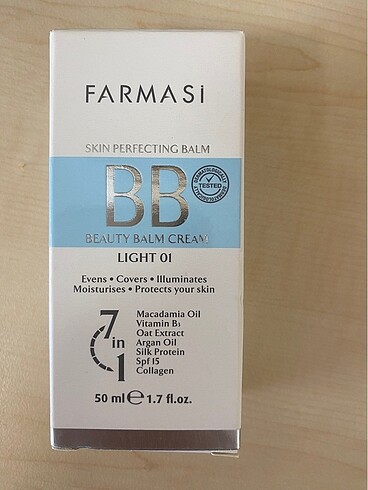 FARMASi
SKIN PERFECTING BALM
BB
DERMATOLOGICALLY
TESTED
BEAUTY BALM CREAM
LIGHT 01
Evens • Covers • Illuminates
Moisturises • Protects your skin
7 in 1
Macadamia Oil
Vitamin B3
Oat Extract
Argan Oil
Silk Protein
Spf 15
Collagen
50 ml ℮ 1.7 fl.oz.